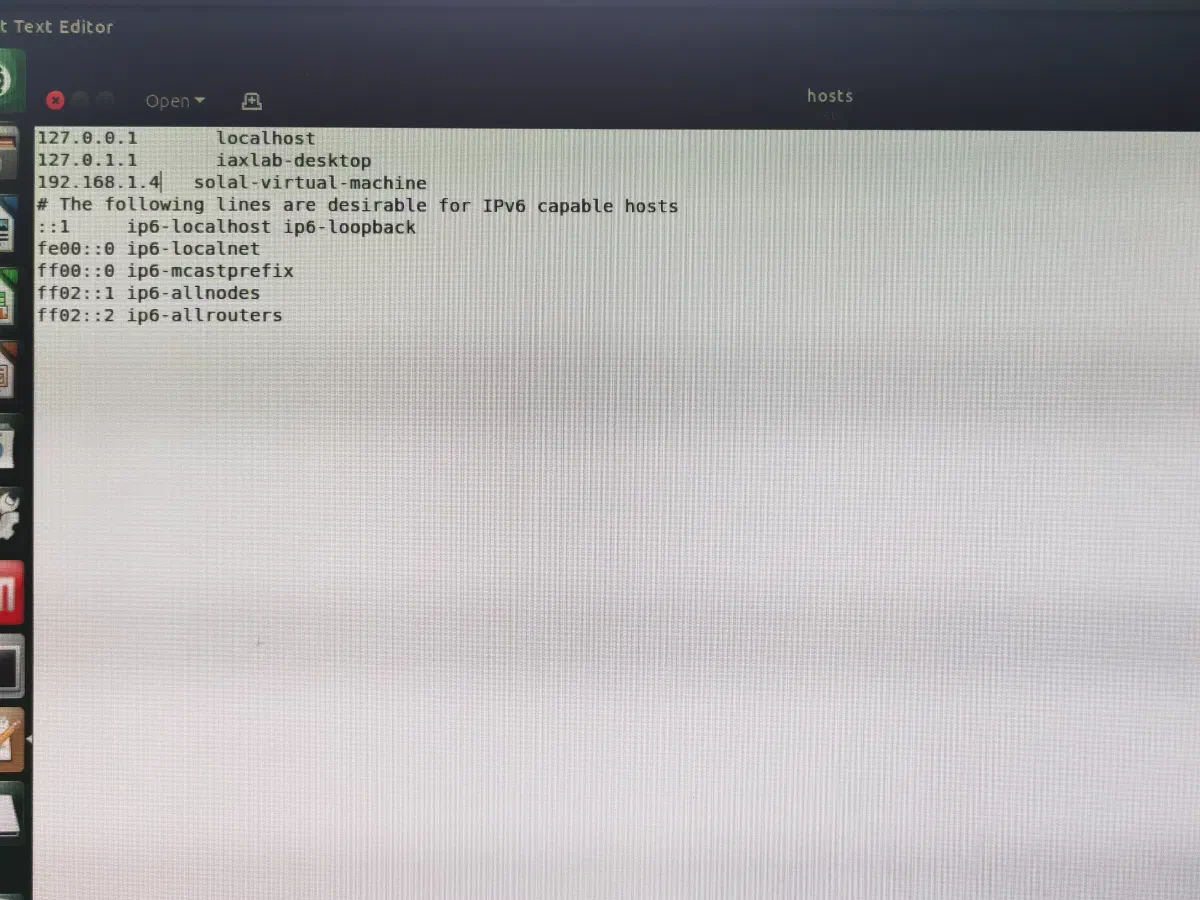 t Text Editor
Open
hosts
127.0.0.1 localhost
127.0.1.1 iaxlab-desktop
192.168.1.4 solal-virtual-machine
# The following lines are desirable for IPv6 capable hosts
::1 ip6-localhost ip6-loopback
fe00::0 ip6-localnet
ff00::0 ip6-mcastprefix
ff02::1 ip6-allnodes
ff02::2 ip6-allrouters